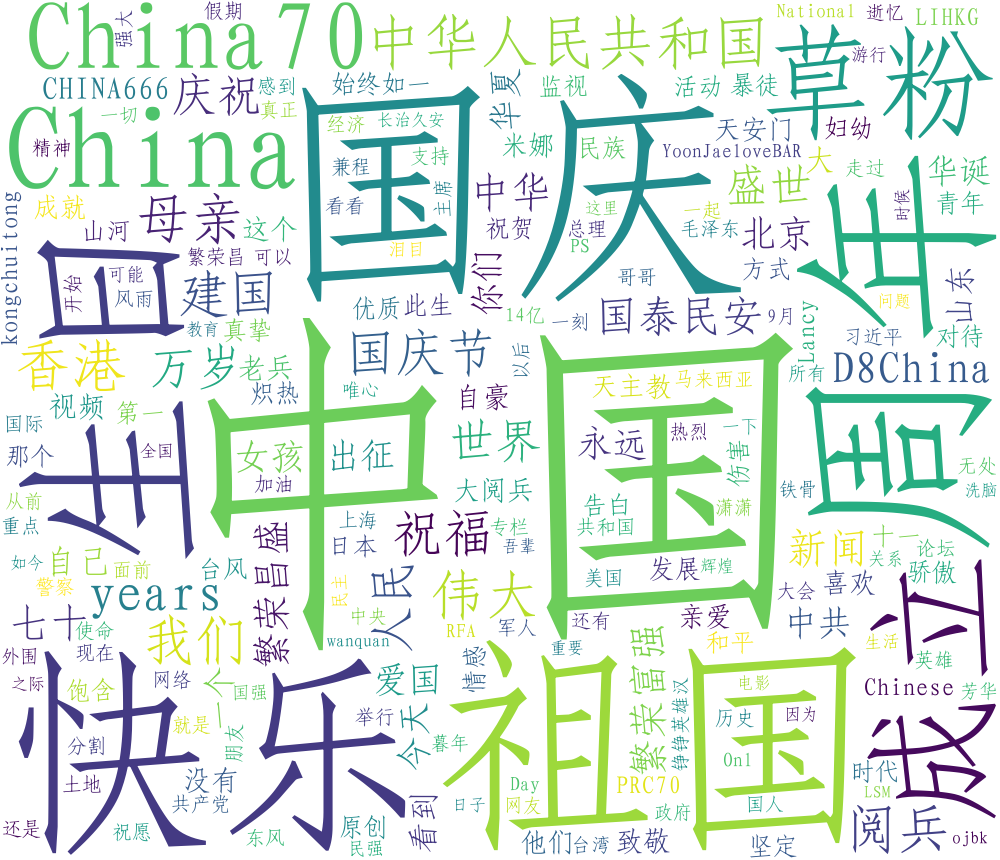 China70
中华人民共和国
National
逝忆
LIHKG
假期
强大
CHINA666
庆祝
感到
真正
一切
始终如一
华夏
监视
活动
暴徒
游行
草粉
China
国庆
精神
经济
长治久安
兼程
支持
看看
主席
泪目
米娜
民族
天安门
妇幼
YoonJaeloveBAR
大
走过
华诞
青年
盛世
中华
祝贺
总理
这里
PS
一起
毛泽东
北京
时候
成就
母亲
这个
山河
繁荣昌
可以
kongchuitong
日
开始
可能
风雨
建国
教育
真挚
优质
此生
你们
14亿
哥哥
方式
年
山东
问题
国泰民安
9月
Lancy
习近平
对待
香港
万岁
老兵
国庆节
一刻
以后
D8China
所有
视频
第一
炽热
唯心
自豪
天主教
马来西亚
国际
那个
全国
生
中国
女孩
出征
加油
世界
永远
热烈
一下
伤害
周
无处
洗脑
铁骨
从前
重点
大阅兵
告白
共和国
潇潇
上海
日本
祝福
专栏
吾辈
繁荣昌盛
新闻
十一
关系
论坛
骄傲
如今
自己
面前
台风
警察
years
民主
中央
人民
伟大
RFA
军人
美国
发展
辉煌
大会
喜欢
还有
亲爱
中共
wanquan
七十
使命
我们
外围
现在
重要
和平
生活
英雄
成立
之际
饱含
网络
一个
国强
爱国
情感
繁荣富强
铮铮英雄汉
电影
Chinese
芳华
快乐
就是
朋友
举行
今天
暮年
祖国
历史
因为
分割
土地
没有
共产党
Day
网友
PRC70
Onl
国人
时代
LSM
还是
祝愿
东风
原创
民强
看到
日子
他们
台湾
致敬
政府
坚定
阅兵
ojbk